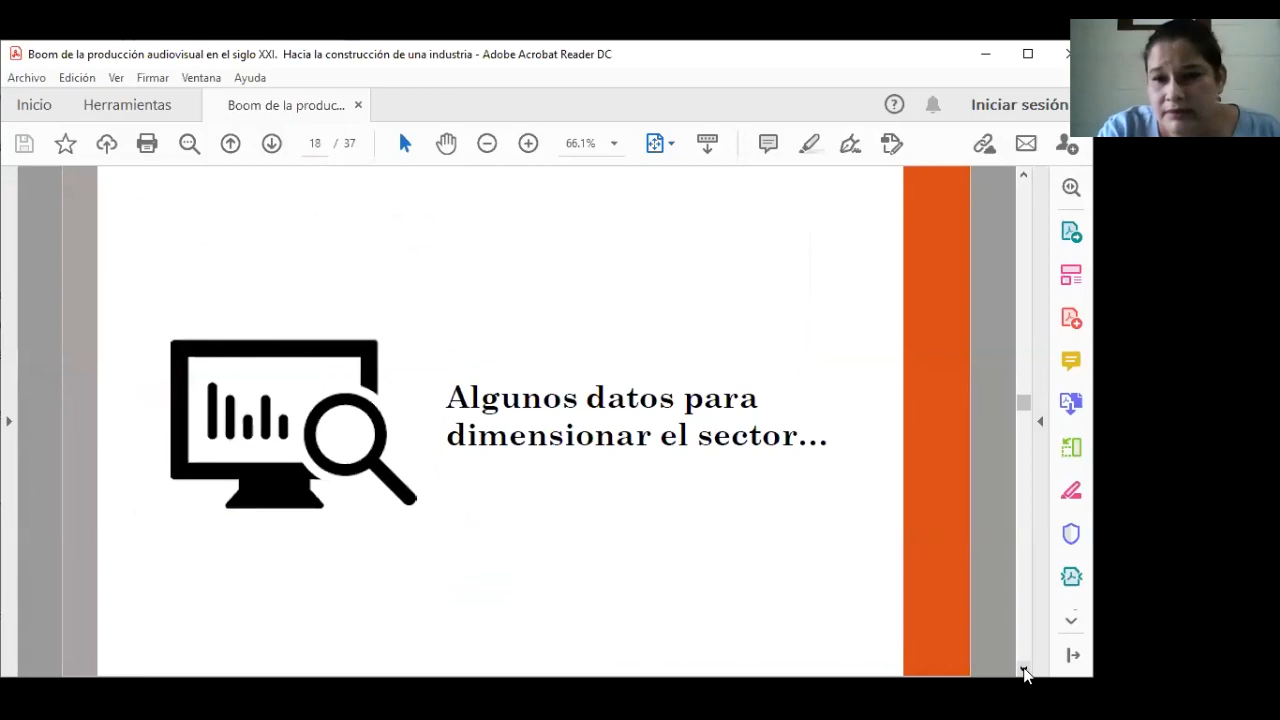 Boom de la producción audiovisual en el siglo XXI. Hacia la construcción de una industria - Adobe Acrobat Reader DC
Archivo Edición Ver Firmar Ventana Ayuda
Inicio Herramientas Boom de la produc... Iniciar sesión
18 / 37 66.1%
Algunos datos para
dimensionar el sector...